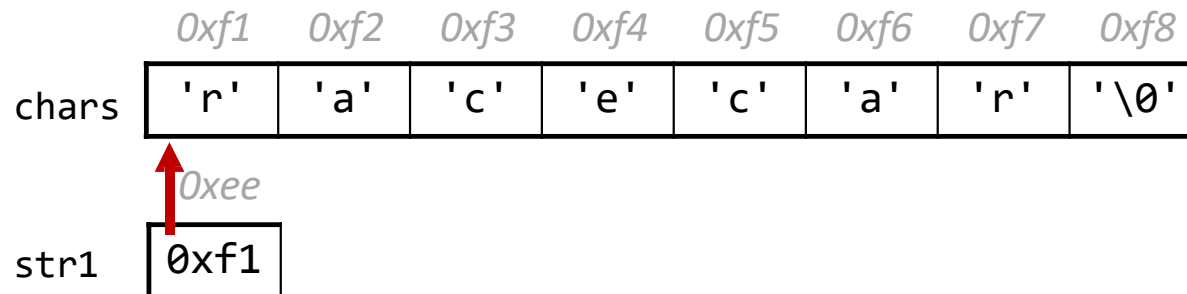 0xf1 0xf2 0xf3 0xf4 0xf5 0xf6 0xf7 0xf8
chars 'r' 'a' 'c' 'e' 'c' 'a' 'r' '\0'
0xee
str1 0xf1